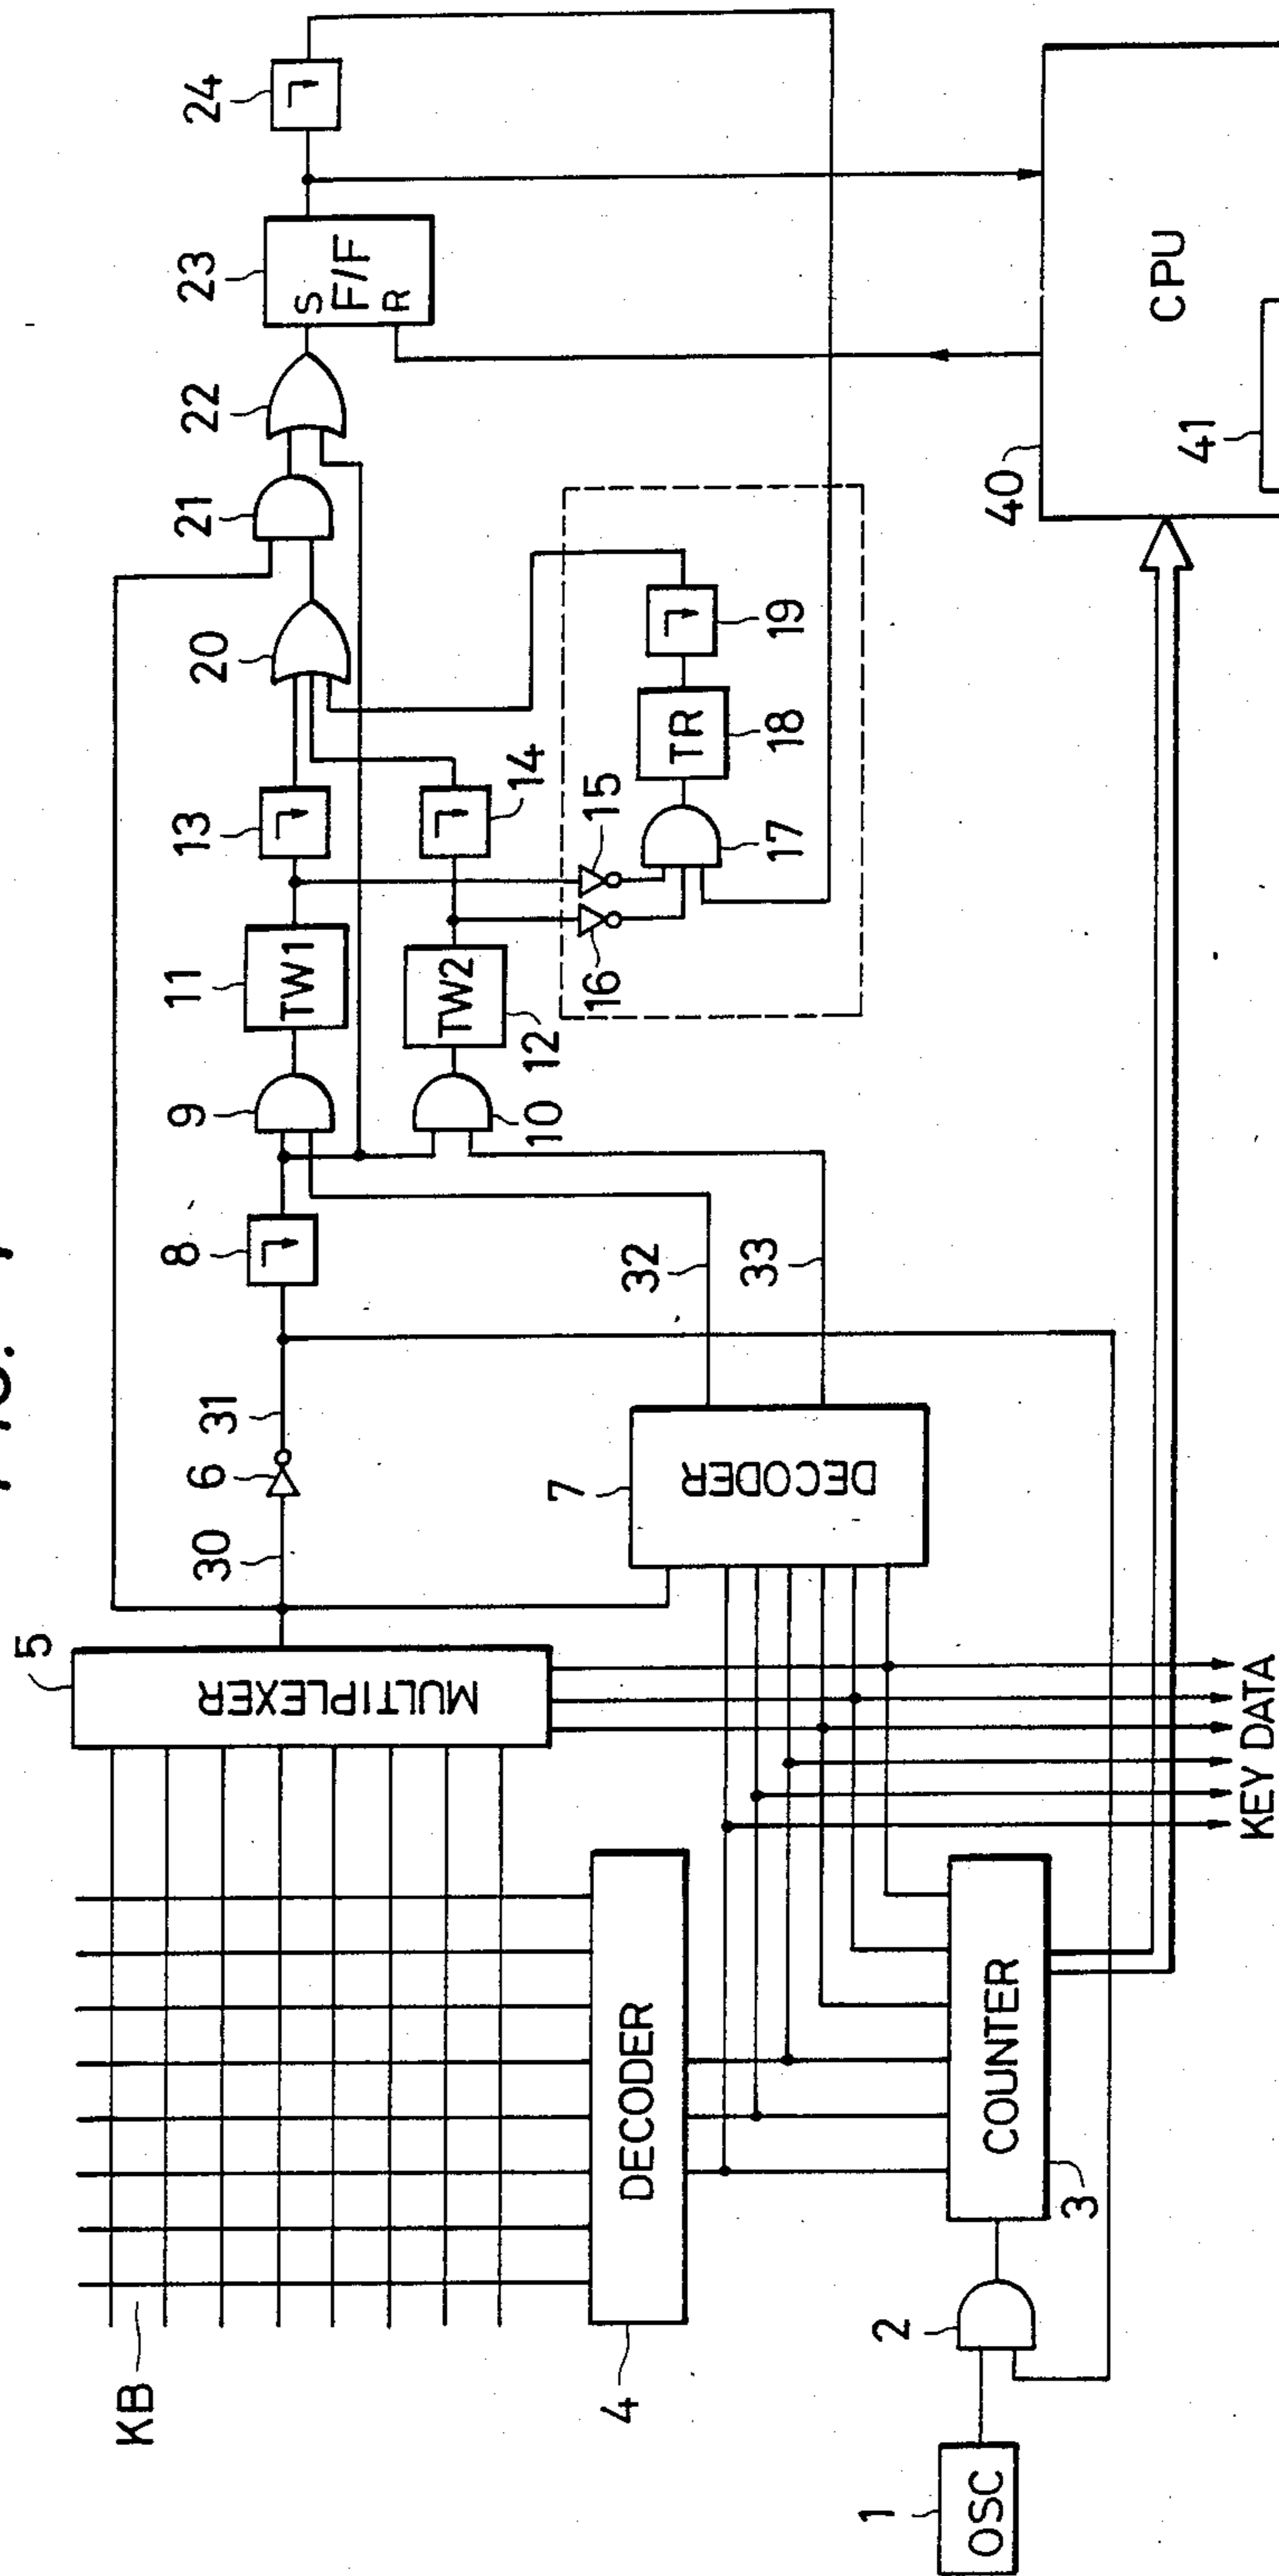 KB
5
MULTIPLEXER
4
DECODER
1
OSC
2
3
COUNTER
KEY DATA
30
6
31
7
DECODER
32
33
8
9
10
11
TW1
12
TW2
13
14
15
16
17
18
TR
19
20
21
22
23
S
F/F
R
24
40
CPU
41